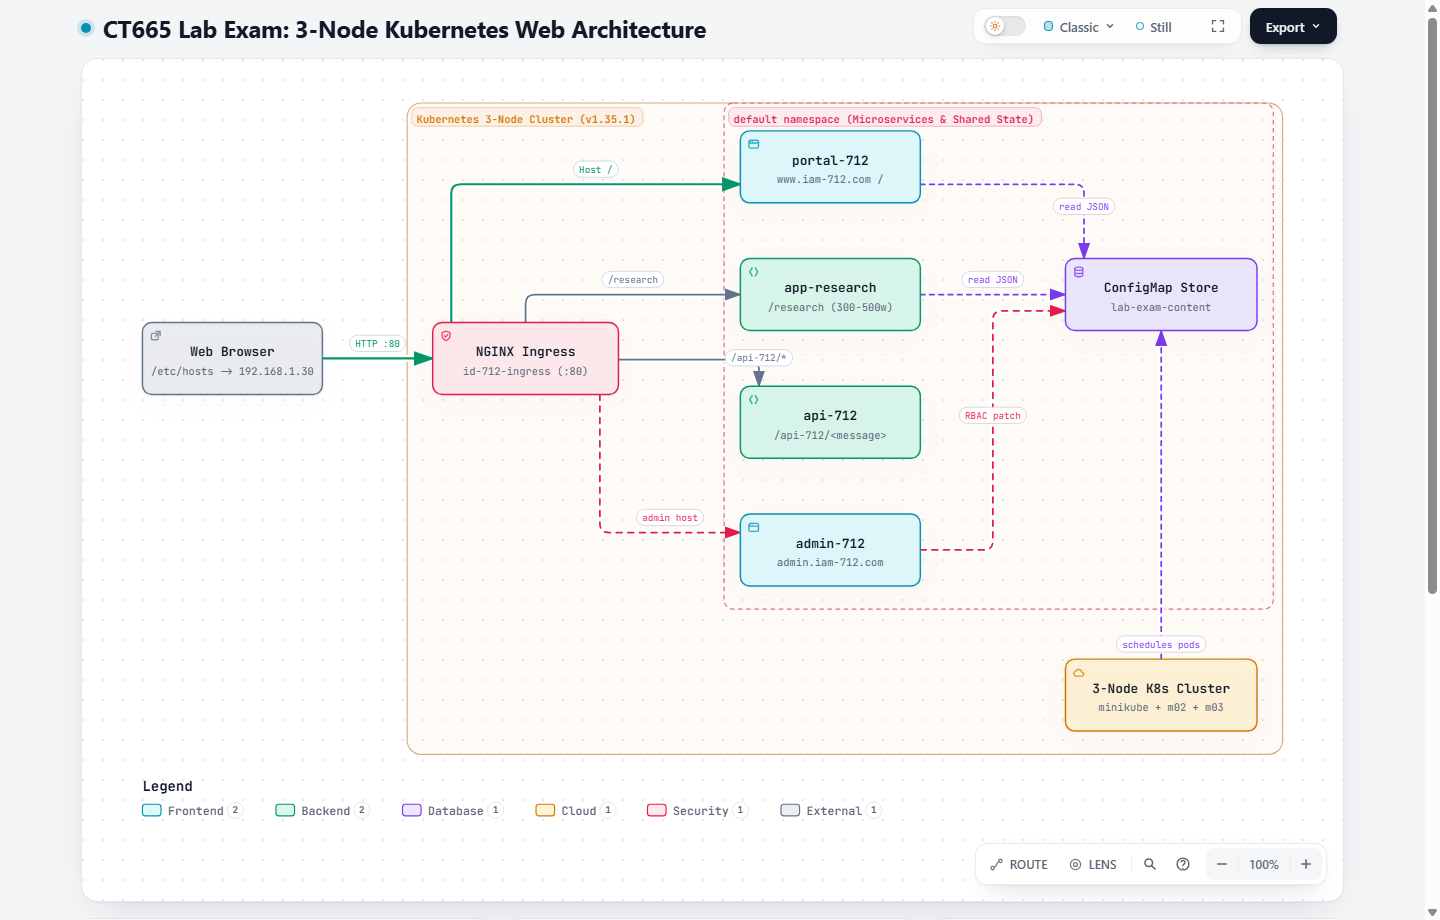 CT665 Lab Exam: 3-Node Kubernetes Web Architecture
Classic
Still
Export
Kubernetes 3-Node Cluster (v1.35.1)
default namespace (Microservices & Shared State)
portal-712
www.iam-712.com /
Host /
read JSON
/research
app-research
/research (300-500w)
read JSON
ConfigMap Store
lab-exam-content
Web Browser
/etc/hosts → 192.168.1.30
HTTP :80
NGINX Ingress
id-712-ingress (:80)
/api-712/*
api-712
/api-712/<message>
RBAC patch
admin host
admin-712
admin.iam-712.com
schedules pods
3-Node K8s Cluster
minikube + m02 + m03
Legend
Frontend 2
Backend 2
Database 1
Cloud 1
Security 1
External 1
ROUTE
LENS
100%